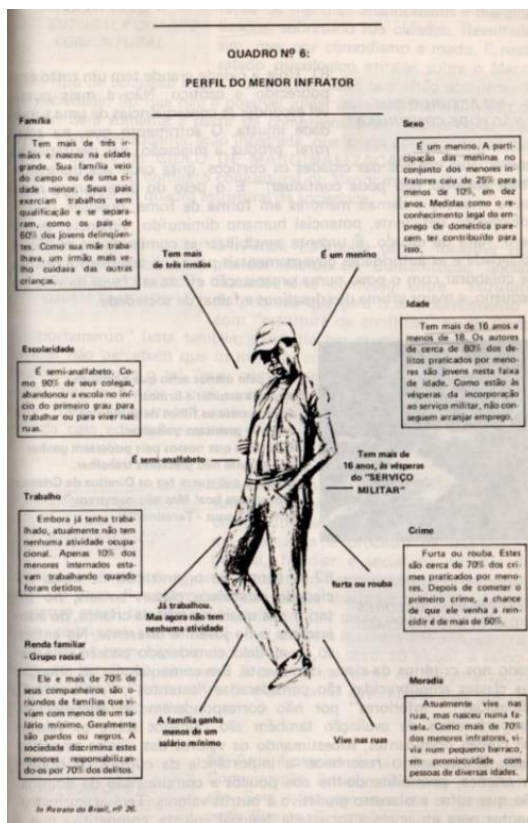 QUADRO Nº 6:
PERFIL DO MENOR INFRATOR
Família
Tem mais de três ir-
mãos e nasceu na cidade
grande. Sua família veio
do campo ou de uma ci-
dade menor. Seus pais
exerciam trabalhos sem
qualificação e se separa-
ram, como os pais de
60% dos jovens delinqüen-
tes. Como sua mãe traba-
lhava, um irmão mais ve-
lho cuidava das outras
crianças.
Escolaridade
É semi-analfabeto. Co-
mo 90% de seus colegas,
abandonou a escola no iní-
cio do primeiro grau para
trabalhar ou para viver nas
ruas.
Trabalho
Embora já tenha traba-
lhado, atualmente não tem
nenhuma atividade ocupa-
cional. Apenas 10% dos
menores internados esta-
vam trabalhando quando
foram detidos.
Renda familiar
- Grupo racial.
Ele e mais de 70% de
seus companheiros são o-
riundos de famílias que vi-
viam com menos de um sa-
lário mínimo. Geralmente
são pardos ou negros. A
sociedade discrimina estes
menores responsabilizan-
do-os por 70% dos delitos.
In Retrato do Brasil, nº 26.
Tem mais
de três irmãos
É um menino
É semi-analfabeto
Tem mais de
16 anos, às vésperas
do "SERVIÇO
MILITAR"
Já trabalhou.
Mas agora não tem
nenhuma atividade
furta ou rouba
A família ganha
menos de um
salário mínimo
Vive nas ruas
Sexo
É um menino. A parti-
cipação das meninas no
conjunto dos menores in-
fratores caiu de 25% para
menos de 10%, em dez
anos. Medidas como o re-
conhecimento legal do em-
prego de doméstica pare-
cem ter contribuído para
isso.
Idade
Tem mais de 16 anos e
menos de 18. Os autores
de cerca de 80% dos de-
litos praticados por meno-
res são jovens nesta faixa
de idade. Como estão às
vésperas da incorporação
ao serviço militar, não con-
seguem arranjar emprego.
Crime
Furta ou rouba. Estes
são cerca de 70% dos cri-
mes praticados por meno-
res. Depois de cometer o
primeiro crime, a chance
de que ele venha a rein-
cidir é de mais de 50%.
Moradia
Atualmente vive nas
ruas, mas nasceu numa fa-
vela. Como mais de 70%
dos menores infratores, vi-
via num pequeno barraco,
em promiscuidade com
pessoas de diversas idades.